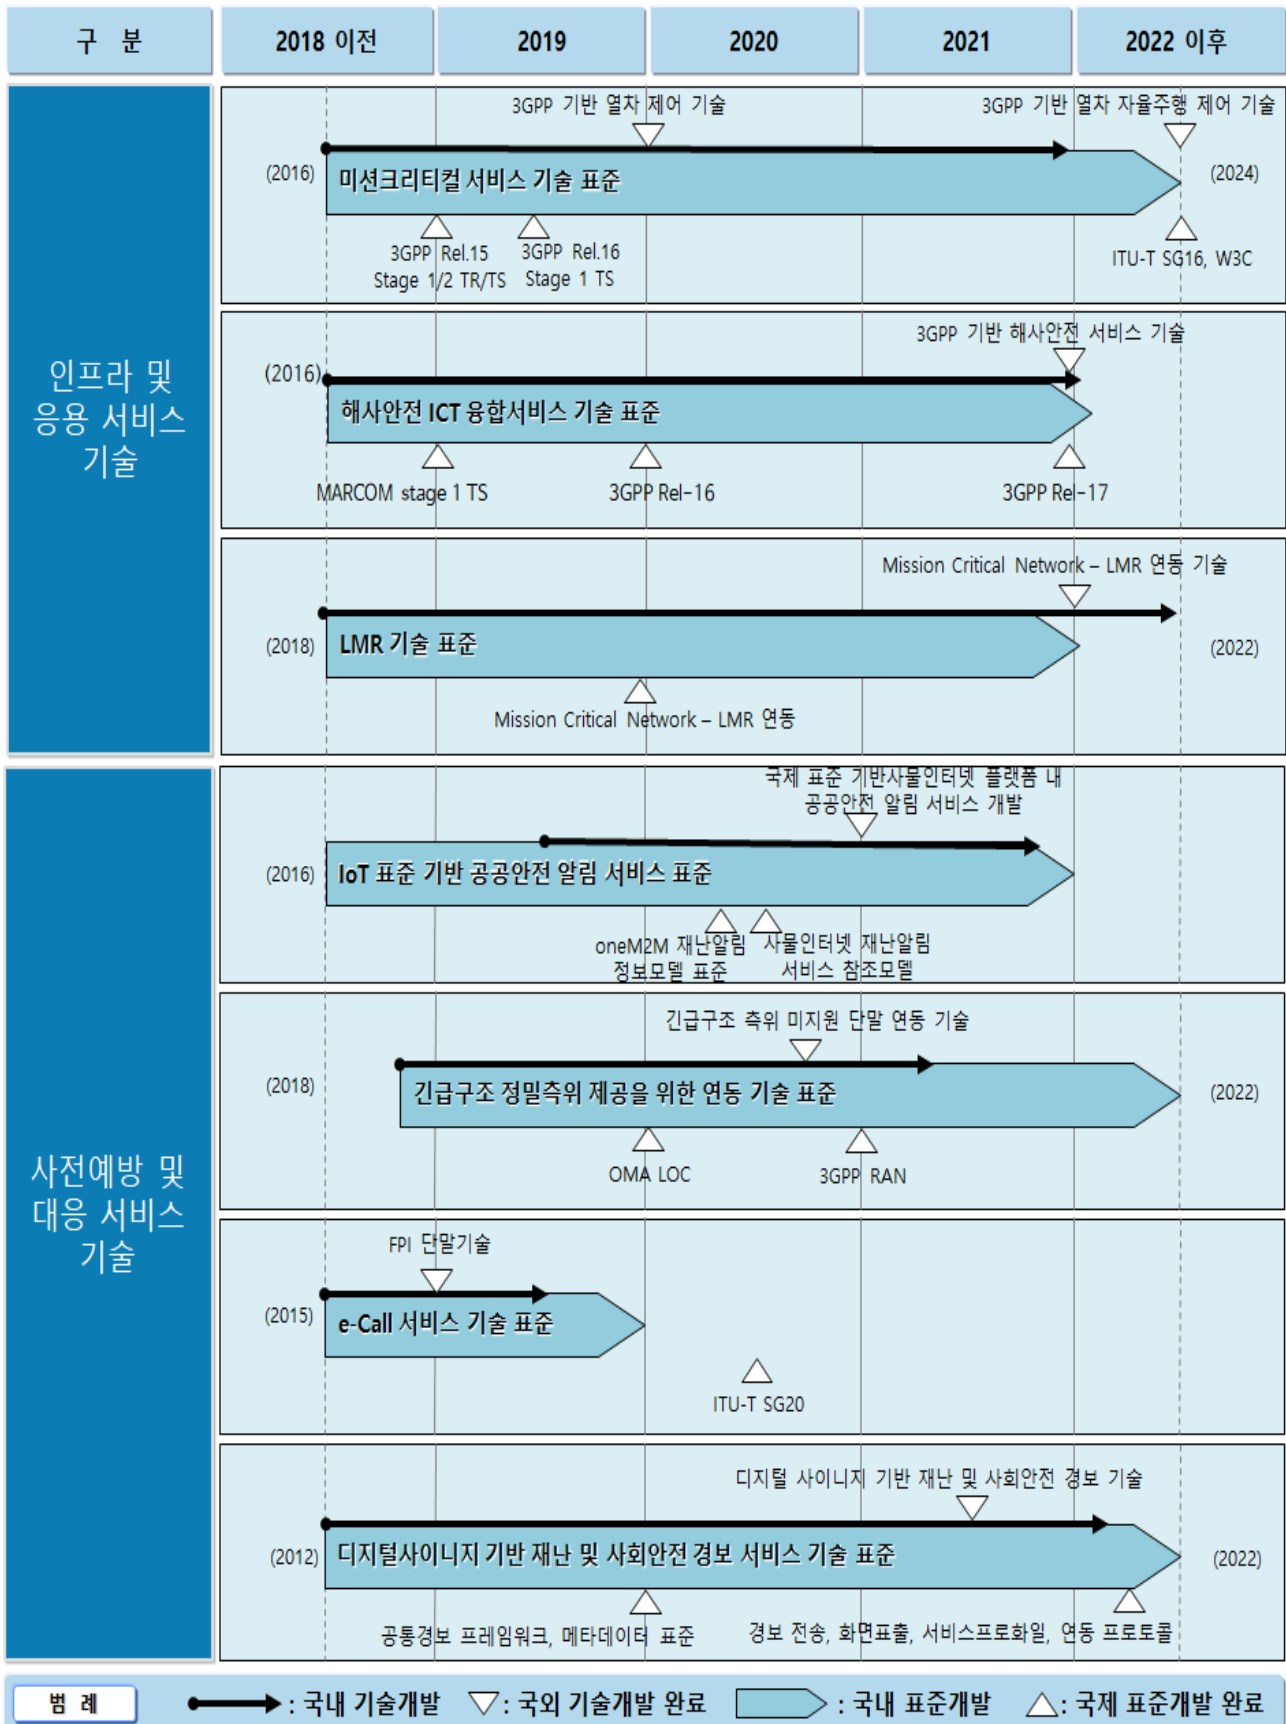 구 분
2018 이전
2019
2020
2021
2022 이후
인프라 및
응용 서비스
기술
3GPP 기반 열차 제어 기술
3GPP 기반 열차 자율주행 제어 기술
(2016)
미션크리티컬 서비스 기술 표준
(2024)
3GPP Rel.15
Stage 1/2 TR/TS
3GPP Rel.16
Stage 1 TS
ITU-T SG16, W3C
3GPP 기반 해사안전 서비스 기술
(2016)
해사안전 ICT 융합서비스 기술 표준
MARCOM stage 1 TS
3GPP Rel-16
3GPP Rel-17
Mission Critical Network – LMR 연동 기술
(2018)
LMR 기술 표준
(2022)
Mission Critical Network – LMR 연동
사전예방 및
대응 서비스
기술
국제 표준 기반사물인터넷 플랫폼 내
공공안전 알림 서비스 개발
(2016)
IoT 표준 기반 공공안전 알림 서비스 표준
oneM2M 재난알림
정보모델 표준
사물인터넷 재난알림
서비스 참조모델
긴급구조 측위 미지원 단말 연동 기술
(2018)
긴급구조 정밀측위 제공을 위한 연동 기술 표준
(2022)
OMA LOC
3GPP RAN
FPI 단말기술
(2015)
e-Call 서비스 기술 표준
ITU-T SG20
디지털 사이니지 기반 재난 및 사회안전 경보 기술
(2012)
디지털사이니지 기반 재난 및 사회안전 경보 서비스 기술 표준
(2022)
공통경보 프레임워크, 메타데이터 표준
경보 전송, 화면표출, 서비스프로화일, 연동 프로토콜
범 례
: 국내 기술개발
: 국외 기술개발 완료
: 국내 표준개발
: 국제 표준개발 완료